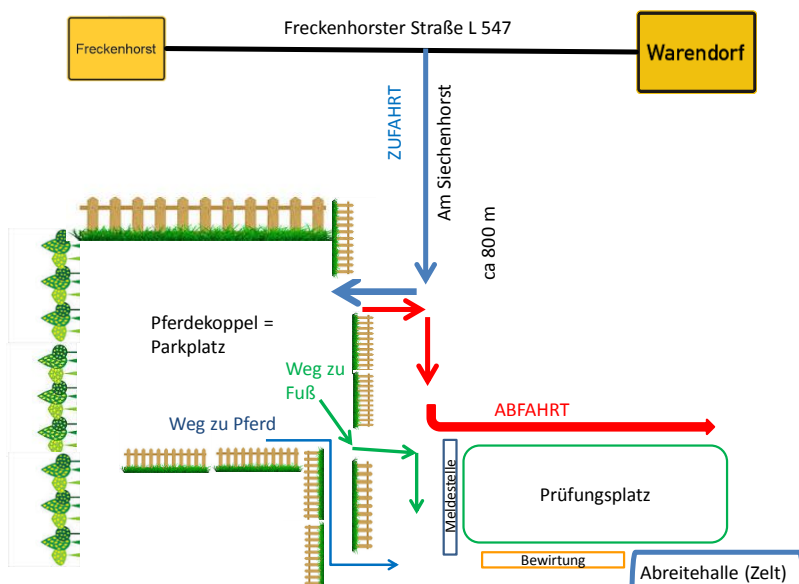 Freckenhorster Straße L 547
Freckenhorst
Warendorf
ZUFAHRT
Am Siechenhorst
ca 800 m
Pferdekoppel =
Parkplatz
Weg zu
Fuß
ABFAHRT
Weg zu Pferd
Meldestelle
Prüfungsplatz
Bewirtung
Abreitehalle (Zelt)